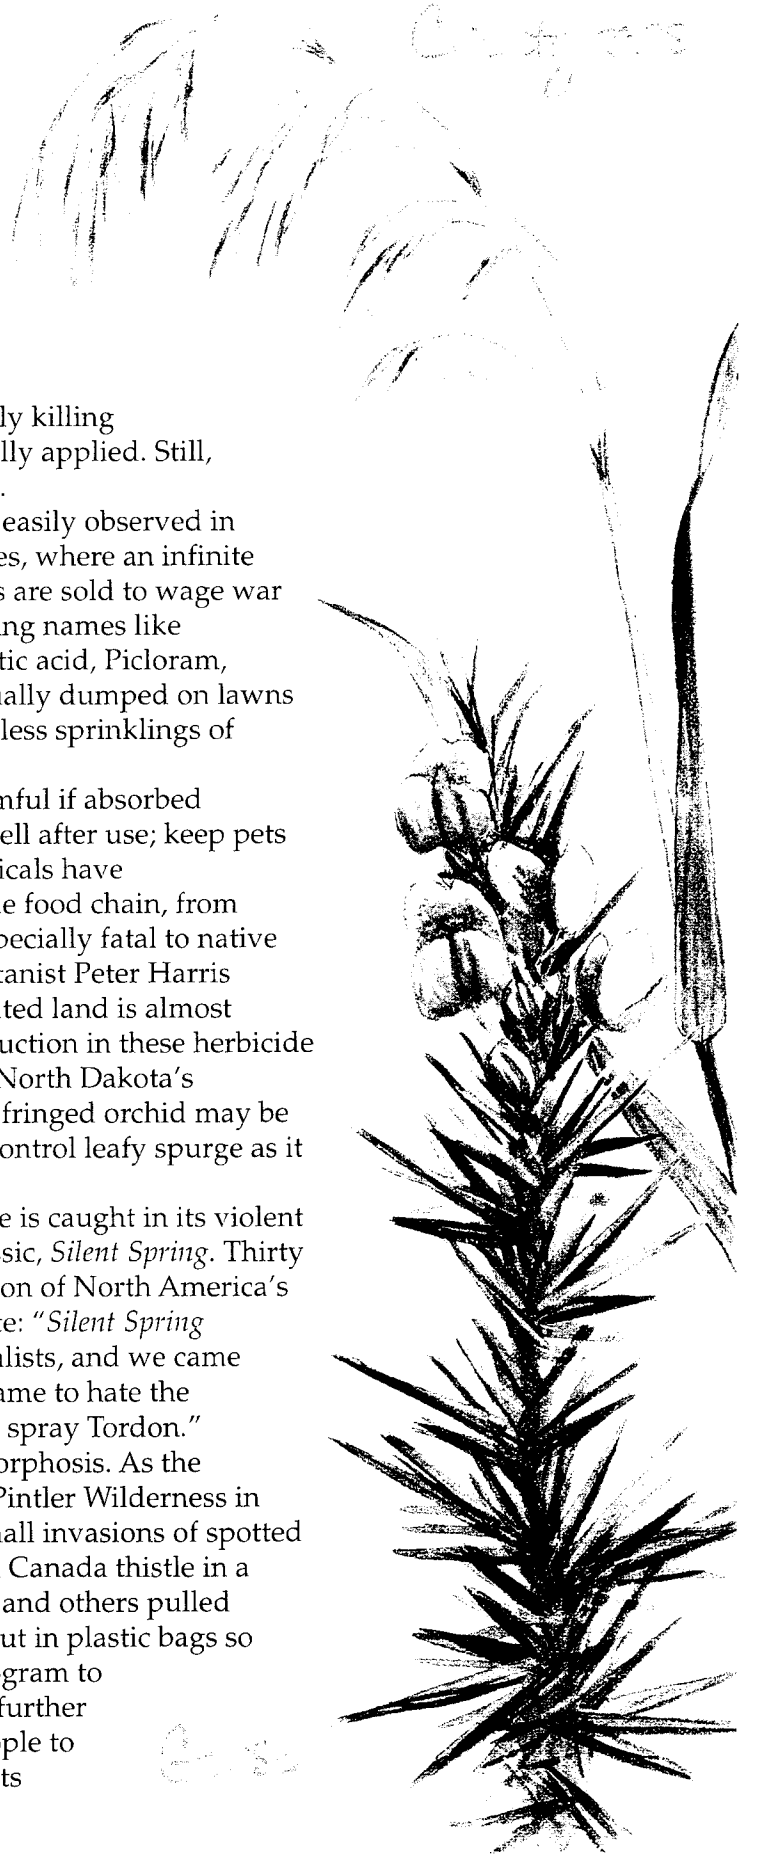 ly killing
lly applied. Still,
.
easily observed in
es, where an infinite
s are sold to wage war
ng names like
tic acid, Picloram,
ually dumped on lawns
less sprinklings of
nful if absorbed
ell after use; keep pets
icals have
e food chain, from
pecially fatal to native
tanist Peter Harris
ted land is almost
uction in these herbicide
North Dakota's
fringed orchid may be
ontrol leafy spurge as it
e is caught in its violent
sic, Silent Spring. Thirty
on of North America's
te: "Silent Spring
alists, and we came
ame to hate the
spray Tordon."
orphosis. As the
Pintler Wilderness in
nall invasions of spotted
Canada thistle in a
and others pulled
ut in plastic bags so
gram to
further
ple to
ts